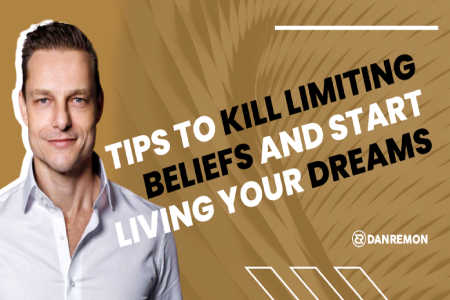 TIPS TO KILL LIMITING
BELIEFS AND START
LIVING YOUR DREAMS
DANREMON